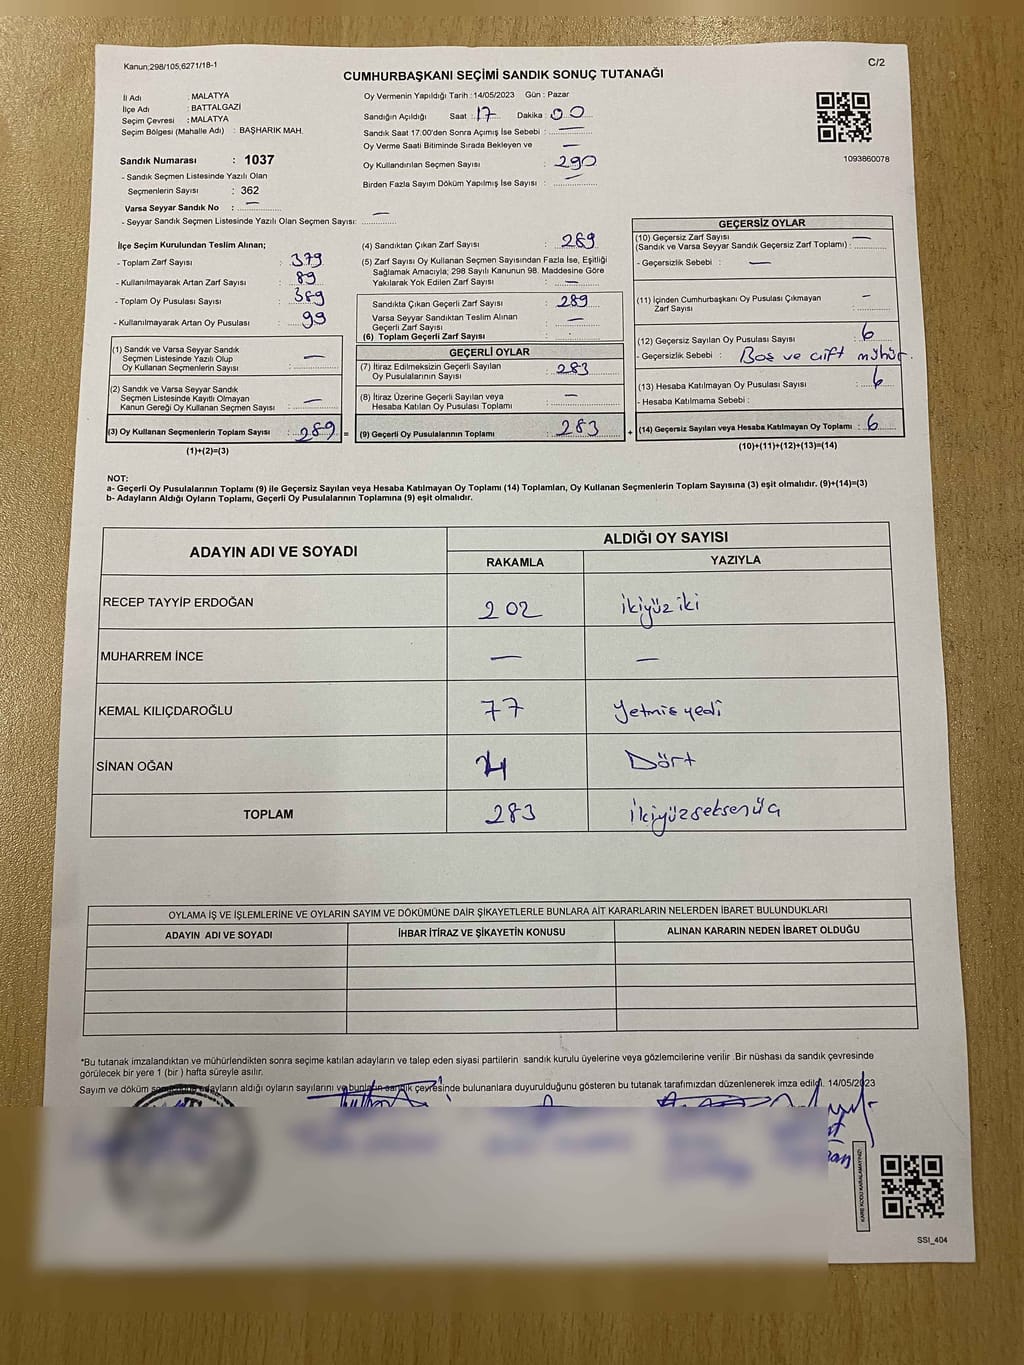 Kanun:298/105,6271/18-1
C/2
CUMHURBAŞKANI SEÇİMİ SANDIK SONUÇ TUTANAĞI
İl Adı : MALATYA
İlçe Adı : BATTALGAZİ
Seçim Çevresi : MALATYA
Seçim Bölgesi (Mahalle Adı) : BAŞHARIK MAH.
Sandık Numarası : 1037
- Sandık Seçmen Listesinde Yazılı Olan
Seçmenlerin Sayısı : 362
Varsa Seyyar Sandık No : —
- Seyyar Sandık Seçmen Listesinde Yazılı Olan Seçmen Sayısı: —
Oy Vermenin Yapıldığı Tarih :14/05/2023 Gün : Pazar
Sandığın Açıldığı Saat : 17 Dakika : 00
Sandık Saat 17:00'den Sonra Açımış İse Sebebi : —
Oy Verme Saati Bitiminde Sırada Bekleyen ve —
Oy Kullandırılan Seçmen Sayısı : 290
Birden Fazla Sayım Döküm Yapılmış İse Sayısı : —
1093860078
İlçe Seçim Kurulundan Teslim Alınan;
- Toplam Zarf Sayısı : 379
- Kullanılmayarak Artan Zarf Sayısı : 89
- Toplam Oy Pusulası Sayısı : 389
- Kullanılmayarak Artan Oy Pusulası : 99
(1) Sandık ve Varsa Seyyar Sandık
Seçmen Listesinde Yazılı Olup
Oy Kullanan Seçmenlerin Sayısı : —
(2) Sandık ve Varsa Seyyar Sandık
Seçmen Listesinde Kayıtlı Olmayan
Kanun Gereği Oy Kullanan Seçmen Sayısı : —
(3) Oy Kullanan Seçmenlerin Toplam Sayısı : 289 =
(1)+(2)=(3)
(4) Sandıktan Çıkan Zarf Sayısı : 289
(5) Zarf Sayısı Oy Kullanan Seçmen Sayısından Fazla İse, Eşitliği
Sağlamak Amacıyla; 298 Sayılı Kanunun 98. Maddesine Göre
Yakılarak Yok Edilen Zarf Sayısı : —
Sandıkta Çıkan Geçerli Zarf Sayısı : 289
Varsa Seyyar Sandıktan Teslim Alınan
Geçerli Zarf Sayısı : —
(6) Toplam Geçerli Zarf Sayısı :
GEÇERLİ OYLAR
(7) İtiraz Edilmeksizin Geçerli Sayılan
Oy Pusulalarının Sayısı : 283
(8) İtiraz Üzerine Geçerli Sayılan veya
Hesaba Katılan Oy Pusulası Toplamı : —
(9) Geçerli Oy Pusulalarının Toplamı : 283 +
GEÇERSİZ OYLAR
(10) Geçersiz Zarf Sayısı —
(Sandık ve Varsa Seyyar Sandık Geçersiz Zarf Toplamı) :
- Geçersizlik Sebebi : —
(11) İçinden Cumhurbaşkanı Oy Pusulası Çıkmayan
Zarf Sayısı : —
(12) Geçersiz Sayılan Oy Pusulası Sayısı : 6
- Geçersizlik Sebebi : Boş ve çift mühür.
(13) Hesaba Katılmayan Oy Pusulası Sayısı : 6
- Hesaba Katılmama Sebebi :
(14) Geçersiz Sayılan veya Hesaba Katılmayan Oy Toplamı : 6
(10)+(11)+(12)+(13)=(14)
NOT:
a- Geçerli Oy Pusulalarının Toplamı (9) ile Geçersiz Sayılan veya Hesaba Katılmayan Oy Toplamı (14) Toplamları, Oy Kullanan Seçmenlerin Toplam Sayısına (3) eşit olmalıdır. (9)+(14)=(3)
b- Adayların Aldığı Oyların Toplamı, Geçerli Oy Pusulalarının Toplamına (9) eşit olmalıdır.
ADAYIN ADI VE SOYADI
ALDIĞI OY SAYISI
RAKAMLA YAZIYLA
RECEP TAYYİP ERDOĞAN 202 ikiyüziki
MUHARREM İNCE — —
KEMAL KILIÇDAROĞLU 77 Yetmişyedi
SİNAN OĞAN 4 Dört
TOPLAM 283 ikiyüzseksenüç
OYLAMA İŞ VE İŞLEMLERİNE VE OYLARIN SAYIM VE DÖKÜMÜNE DAİR ŞİKAYETLERLE BUNLARA AİT KARARLARIN NELERDEN İBARET BULUNDUKLARI
ADAYIN ADI VE SOYADI İHBAR İTİRAZ VE ŞİKAYETİN KONUSU ALINAN KARARIN NEDEN İBARET OLDUĞU
*Bu tutanak imzalandıktan ve mühürlendikten sonra seçime katılan adayların ve talep eden siyasi partilerin sandık kurulu üyelerine veya gözlemcilerine verilir .Bir nüshası da sandık çevresinde
görülecek bir yere 1 (bir ) hafta süreyle asılır.
Sayım ve döküm sonucunda adayların aldığı oyların sayılarını ve bunların sandık çevresinde bulunanlara duyurulduğunu gösteren bu tutanak tarafımızdan düzenlenerek imza edildi. 14/05/2023
KARE KODU KARALAMAYINIZ!
SSI_404